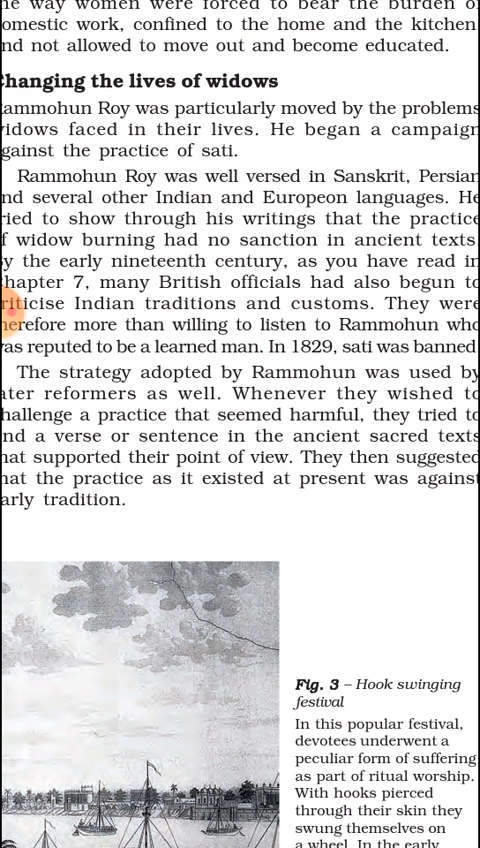 he way women were forced to bear the burden of
omestic work, confined to the home and the kitchen
nd not allowed to move out and become educated.
Changing the lives of widows
Rammohun Roy was particularly moved by the problems
widows faced in their lives. He began a campaign
gainst the practice of sati.
Rammohun Roy was well versed in Sanskrit, Persian
nd several other Indian and Europeon languages. He
ried to show through his writings that the practice
f widow burning had no sanction in ancient texts.
By the early nineteenth century, as you have read in
Chapter 7, many British officials had also begun to
riticise Indian traditions and customs. They were
herefore more than willing to listen to Rammohun who
was reputed to be a learned man. In 1829, sati was banned.
The strategy adopted by Rammohun was used by
ater reformers as well. Whenever they wished to
hallenge a practice that seemed harmful, they tried to
ind a verse or sentence in the ancient sacred texts
hat supported their point of view. They then suggested
hat the practice as it existed at present was against
arly tradition.
Fig. 3 – Hook swinging
festival
In this popular festival,
devotees underwent a
peculiar form of suffering
as part of ritual worship.
With hooks pierced
through their skin they
swung themselves on
a wheel. In the early